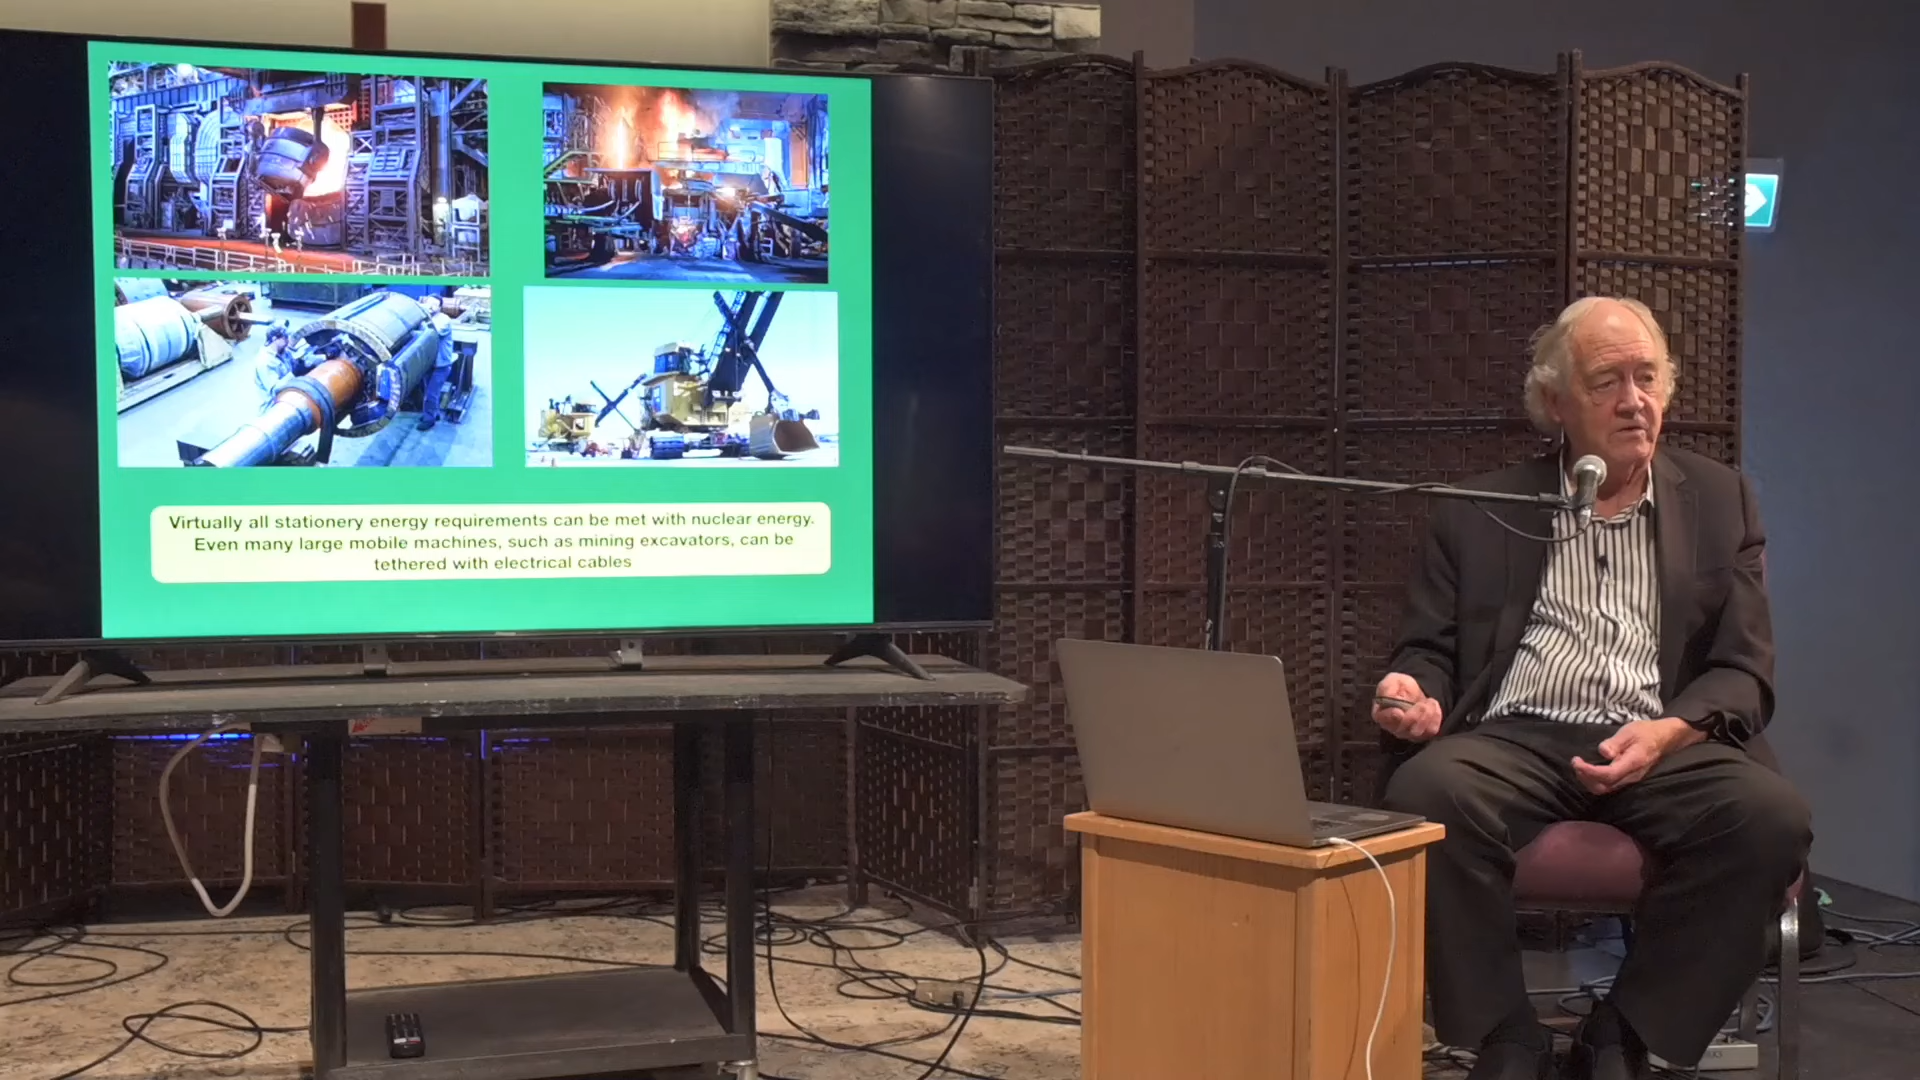 Virtually all stationery energy requirements can be met with nuclear energy.
Even many large mobile machines, such as mining excavators, can be
tethered with electrical cables